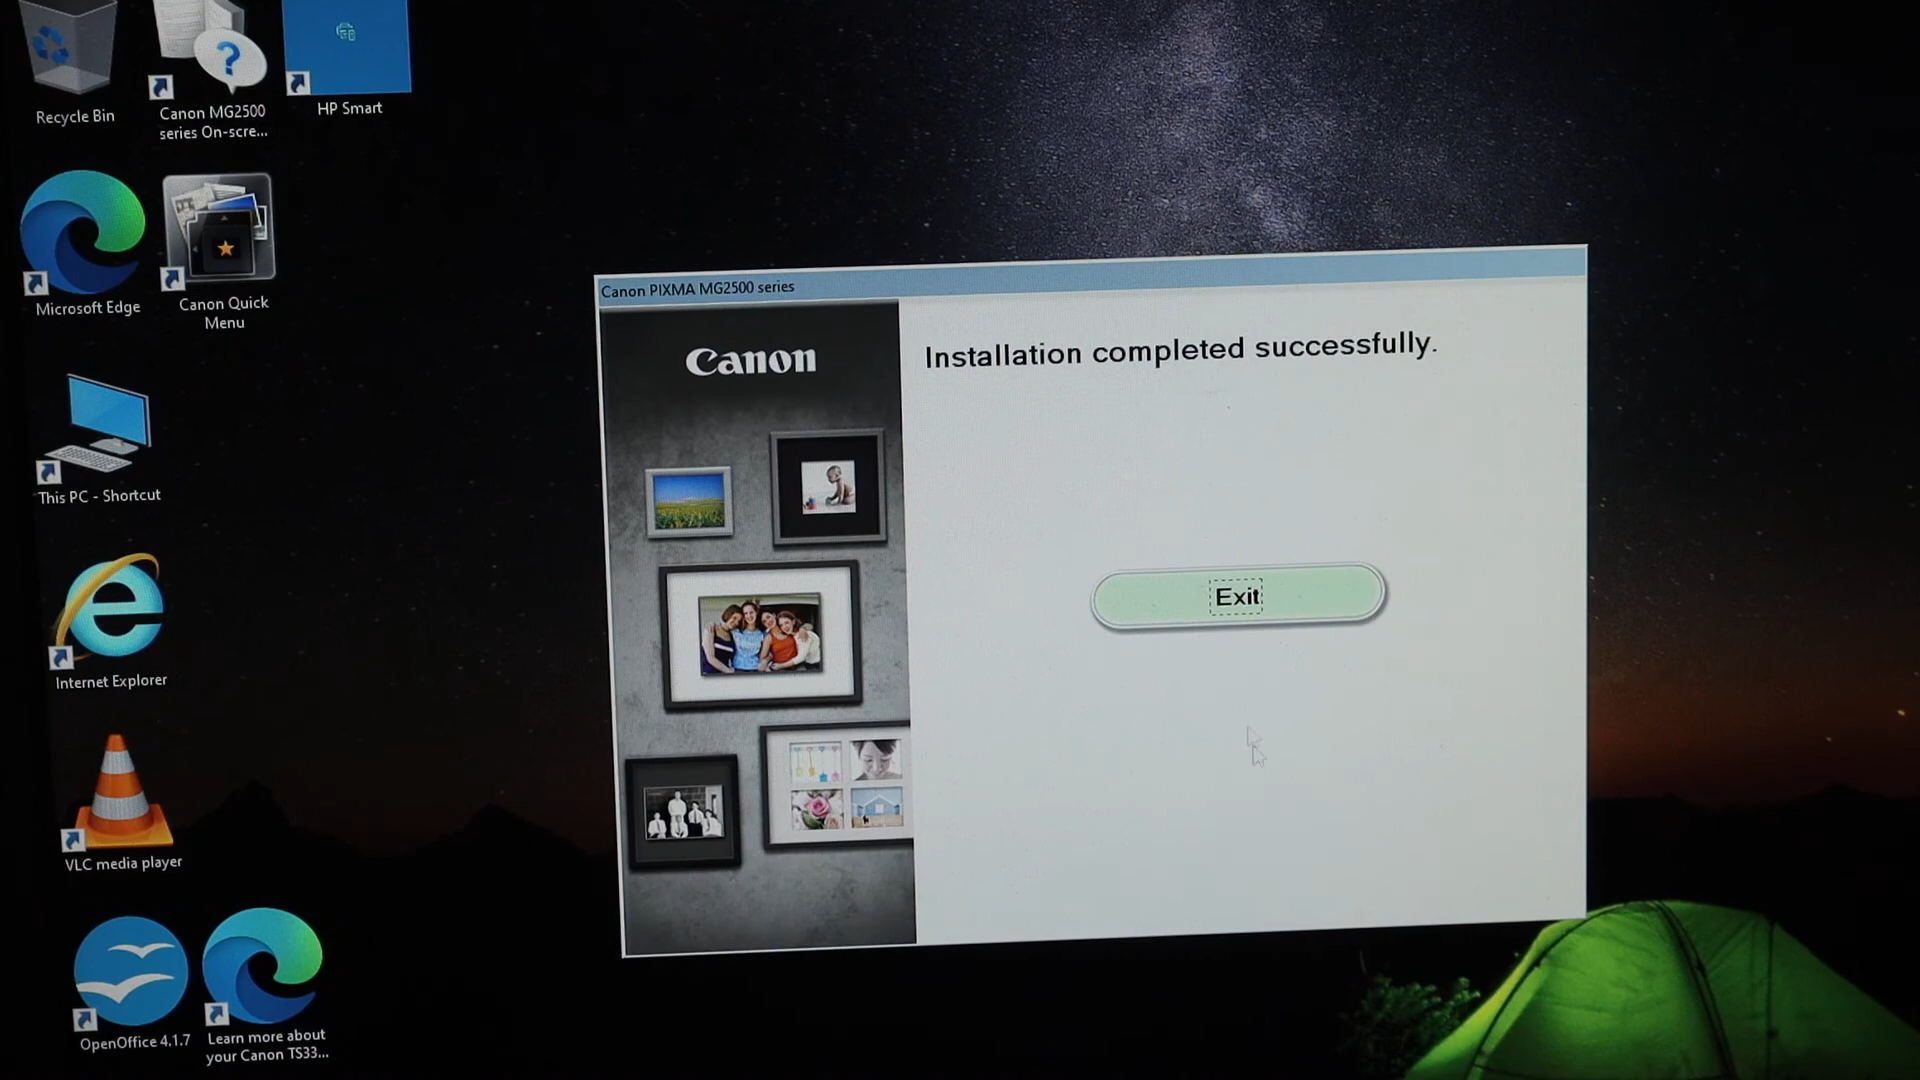 Recycle Bin
Canon MG2500
series On-scre...
HP Smart
Microsoft Edge
Canon Quick
Menu
This PC - Shortcut
Internet Explorer
VLC media player
OpenOffice 4.1.7
Learn more about
your Canon TS33...
Canon PIXMA MG2500 series
Canon
Installation completed successfully.
Exit